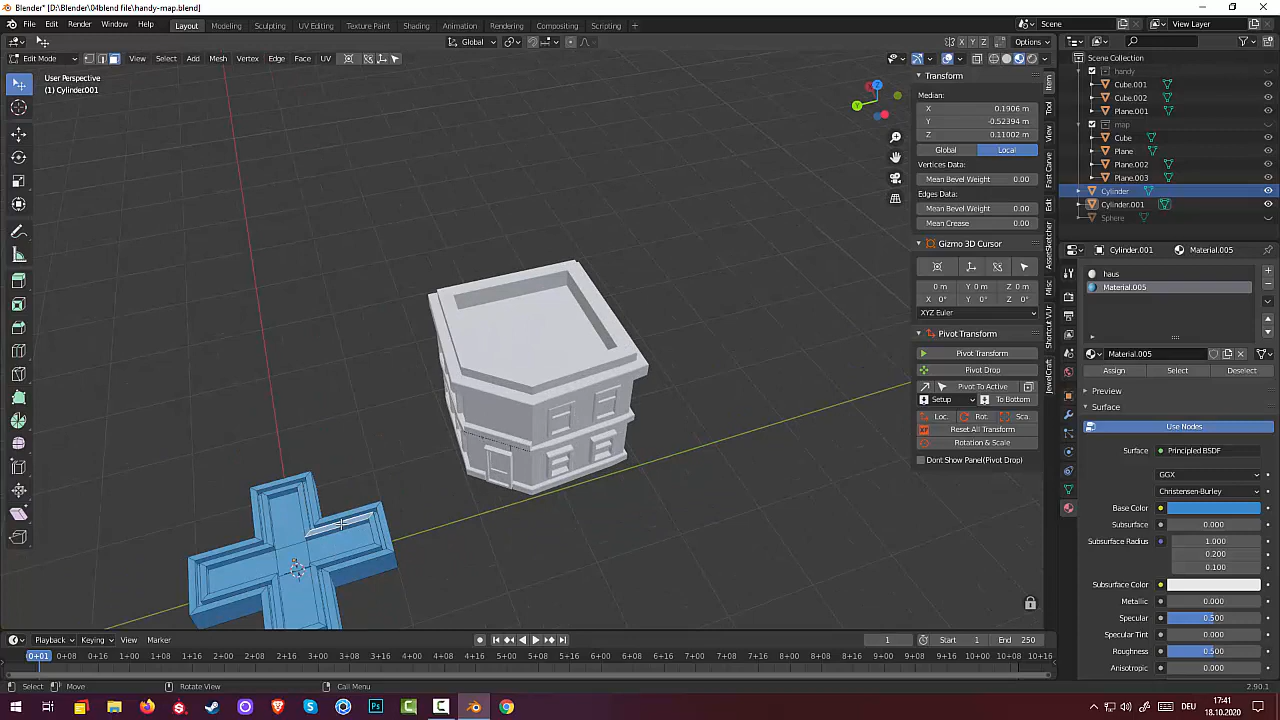 Blender* [D:\Blender\04blend file\handy-map.blend]
File Edit Render Window Help Layout Modeling Sculpting UV Editing Texture Paint Shading Animation Rendering Compositing Scripting Scene View Layer
Global X Y Z Options
Edit Mode View Select Add Mesh Vertex Edge Face UV
User Perspective
(1) Cylinder001
Transform
Median:
X 0.1906 m
Y -0.52394 m
Z 0.11002 m
Global Local
Vertices Data:
Mean Bevel Weight 0.00
Edges Data:
Mean Bevel Weight 0.00
Mean Crease 0.00
Gizmo 3D Cursor
0 m Y 0 m Z 0 m
X 0° Y 0° Z 0°
XYZ Euler
Pivot Transform
Pivot Transform
Pivot Drop
Pivot To Active
Setup To Bottom
Loc. Rot. Sca.
Reset All Transform
Rotation & Scale
Dont Show Panel(Pivot Drop)
Item
Tool
View
Fast Carve
Edit
AssetSketcher
Misc
Shortcut VUr
JewelCraft
Scene Collection
handy
Cube.001
Cube.002
Plane.001
map
Cube
Plane
Plane.002
Plane.003
Cylinder
Cylinder.001
Sphere
Cylinder.001 Material.005
haus
Material.005
Material.005
Assign Select Deselect
Preview
Surface
Use Nodes
Surface Principled BSDF
GGX
Christensen-Burley
Base Color
Subsurface 0.000
Subsurface Radius 1.000
0.200
0.100
Subsurface Color
Metallic 0.000
Specular 0.500
Specular Tint 0.000
Roughness 0.500
Anisotropic 0.000
Playback Keying View Marker 1 Start 1 End 250
0+01 0+08 0+16 1+00 1+08 1+16 2+00 2+08 2+16 3+00 3+08 3+16 4+00 4+08 4+16 5+00 5+08 5+16 6+00 6+08 6+16 7+00 7+08 7+16 8+00 8+08 8+16 9+00 9+08 9+16 10+00 10+16
Select Move Rotate View Call Menu 2.90.1
DEU 17:41
18.10.2020